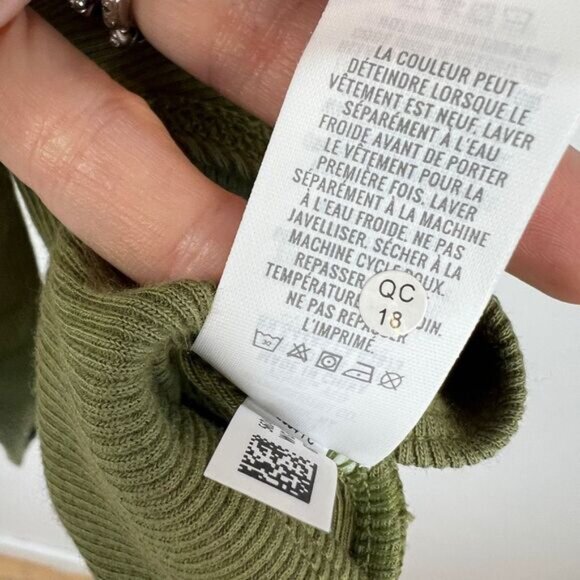 LA COULEUR PEUT
DÉTEINDRE LORSQUE LE
VÊTEMENT EST NEUF, LAVER
SÉPARÉMENT À L'EAU
FROIDE AVANT DE PORTER
LE VÊTEMENT POUR LA
PREMIÈRE FOIS. LAVER
SÉPARÉMENT À LA MACHINE
À L'EAU FROIDE. NE PAS
JAVELLISER. SÉCHER À LA
MACHINE CYCLE DOUX.
REPASSER
TEMPÉRATURE
NE PAS REPASSER
L'IMPRIMÉ.
QC
18
30